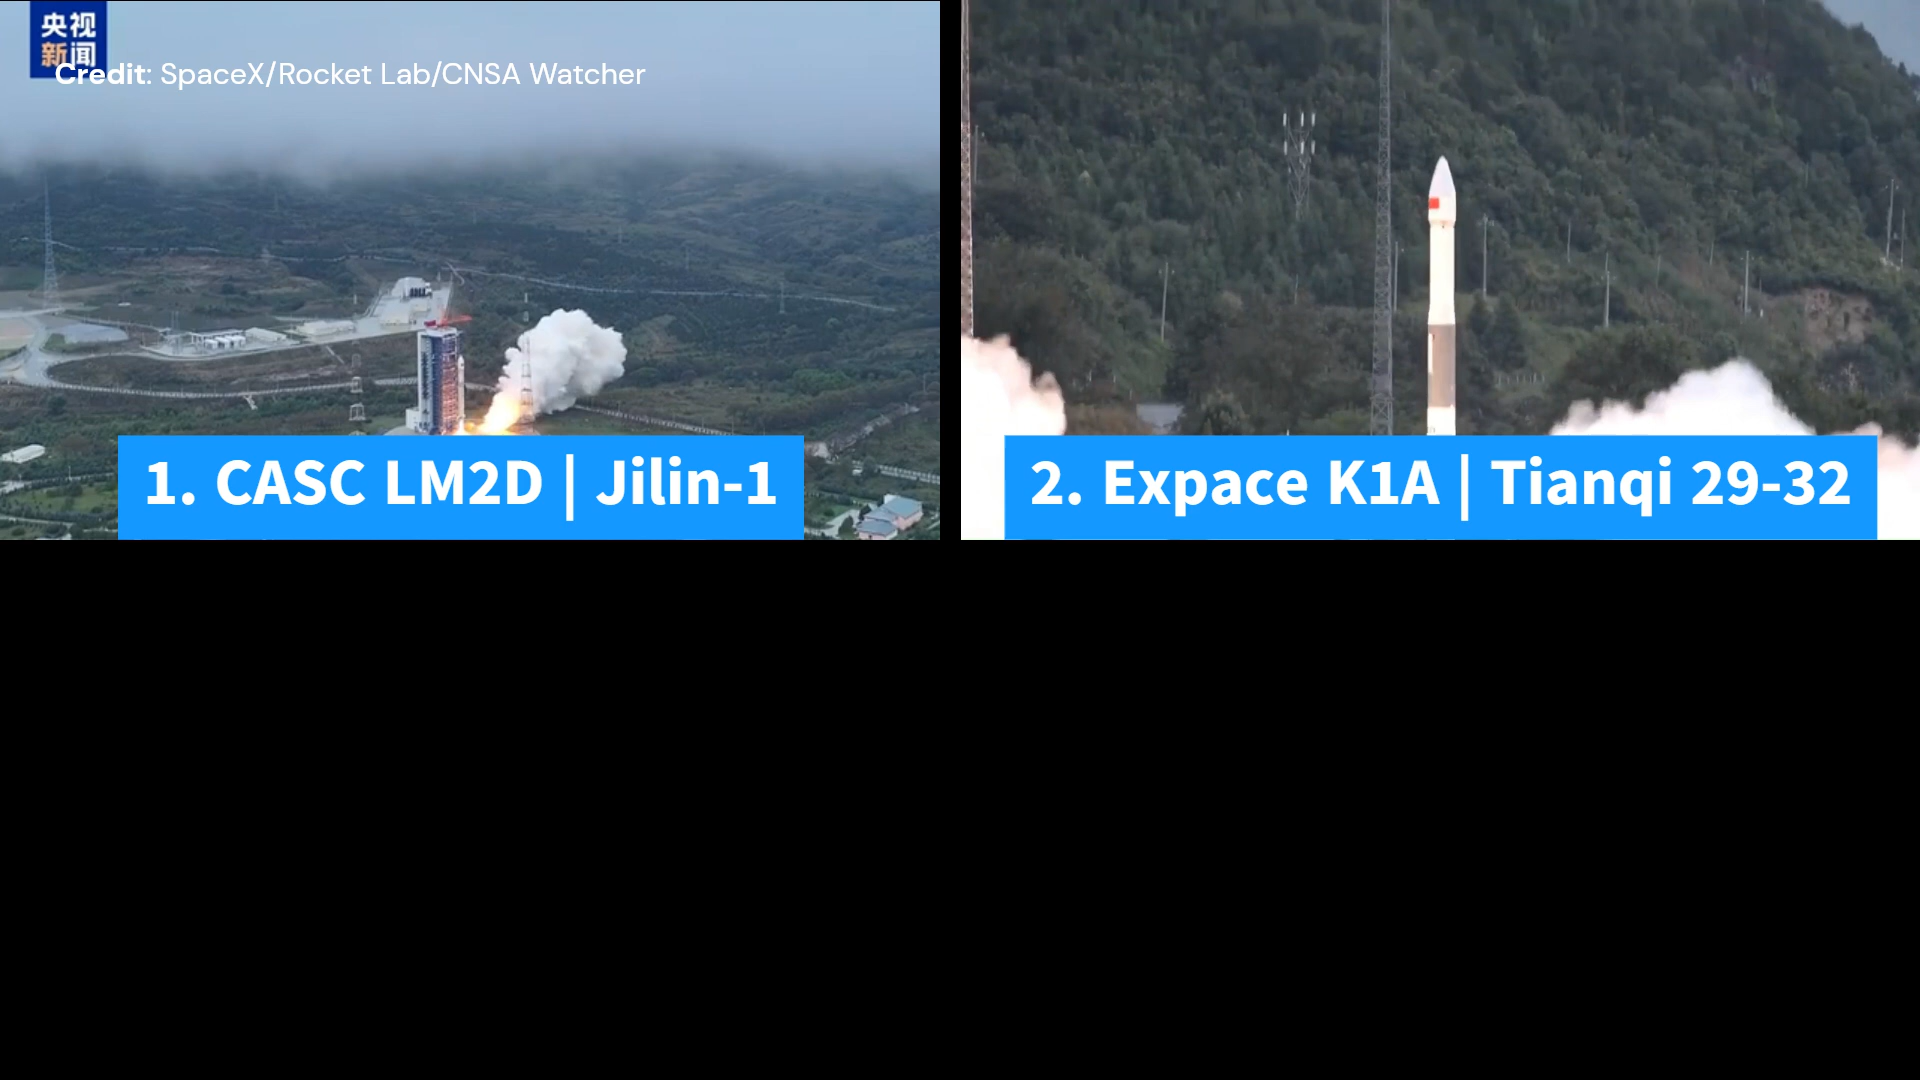 央视
新闻
Credit: SpaceX/Rocket Lab/CNSA Watcher
1. CASC LM2D | Jilin-1
2. Expace K1A | Tianqi 29-32